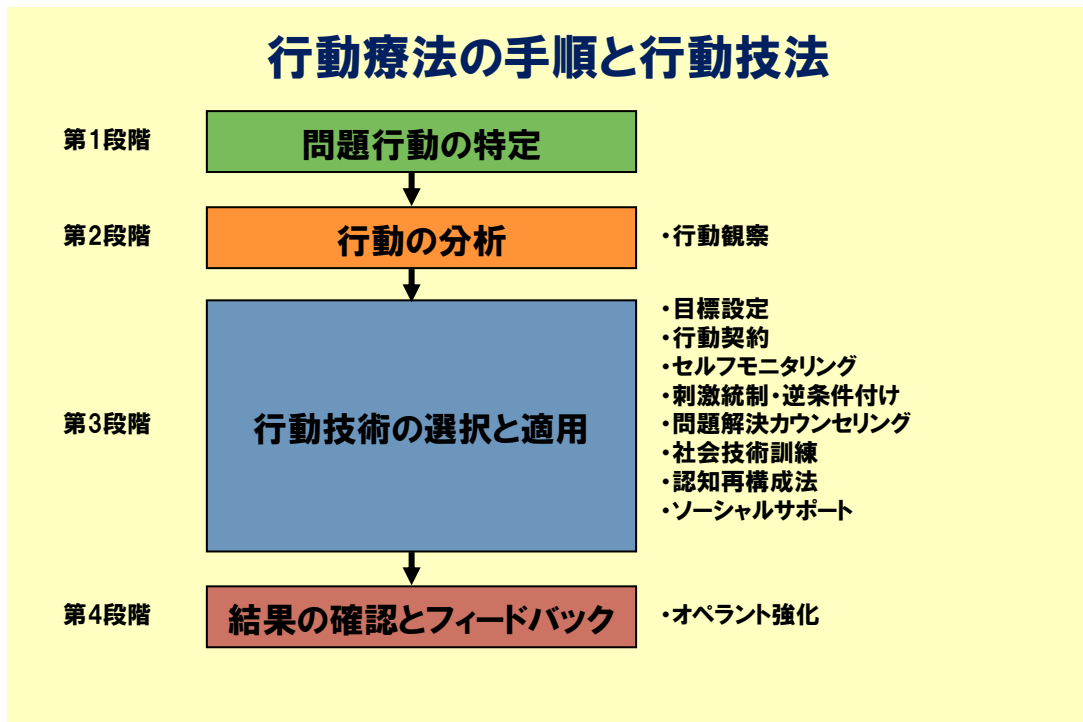 行動療法の手順と行動技法
第1段階
問題行動の特定
第2段階
行動の分析
・行動観察
第3段階
行動技術の選択と適用
・目標設定
・行動契約
・セルフモニタリング
・刺激統制・逆条件付け
・問題解決カウンセリング
・社会技術訓練
・認知再構成法
・ソーシャルサポート
第4段階
結果の確認とフィードバック
・オペラント強化